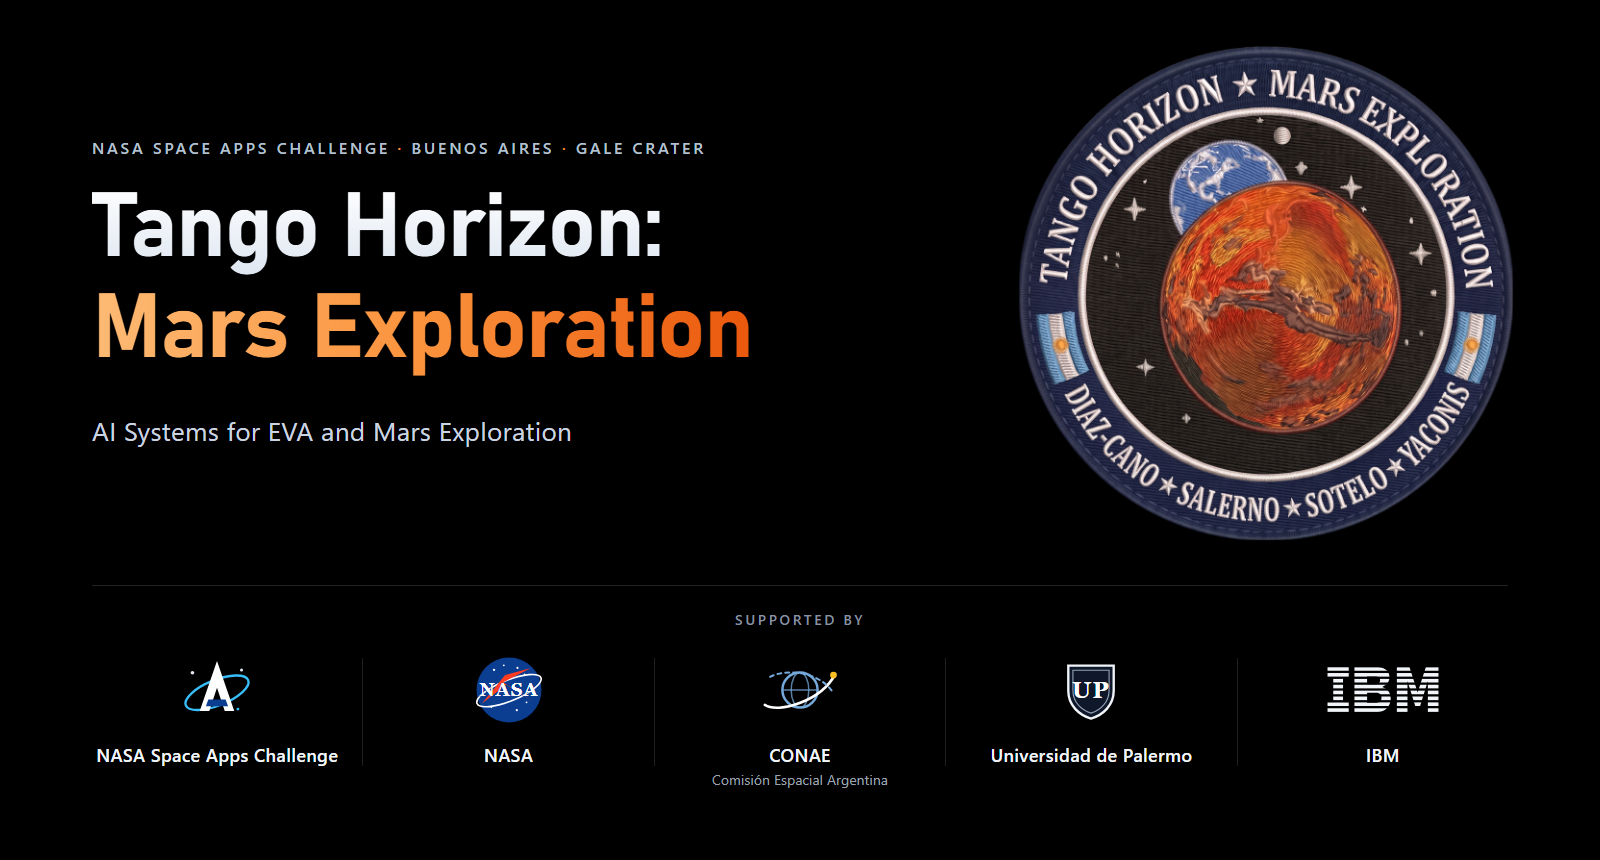 NASA SPACE APPS CHALLENGE · BUENOS AIRES · GALE CRATER
Tango Horizon:
Mars Exploration
AI Systems for EVA and Mars Exploration
TANGO HORIZON ★ MARS EXPLORATION
DIAZ-CANO ★ SALERNO ★ SOTELO ★ YACONIS
SUPPORTED BY
NASA
UP
IBM
NASA Space Apps Challenge
NASA
CONAE
Universidad de Palermo
IBM
Comisión Espacial Argentina